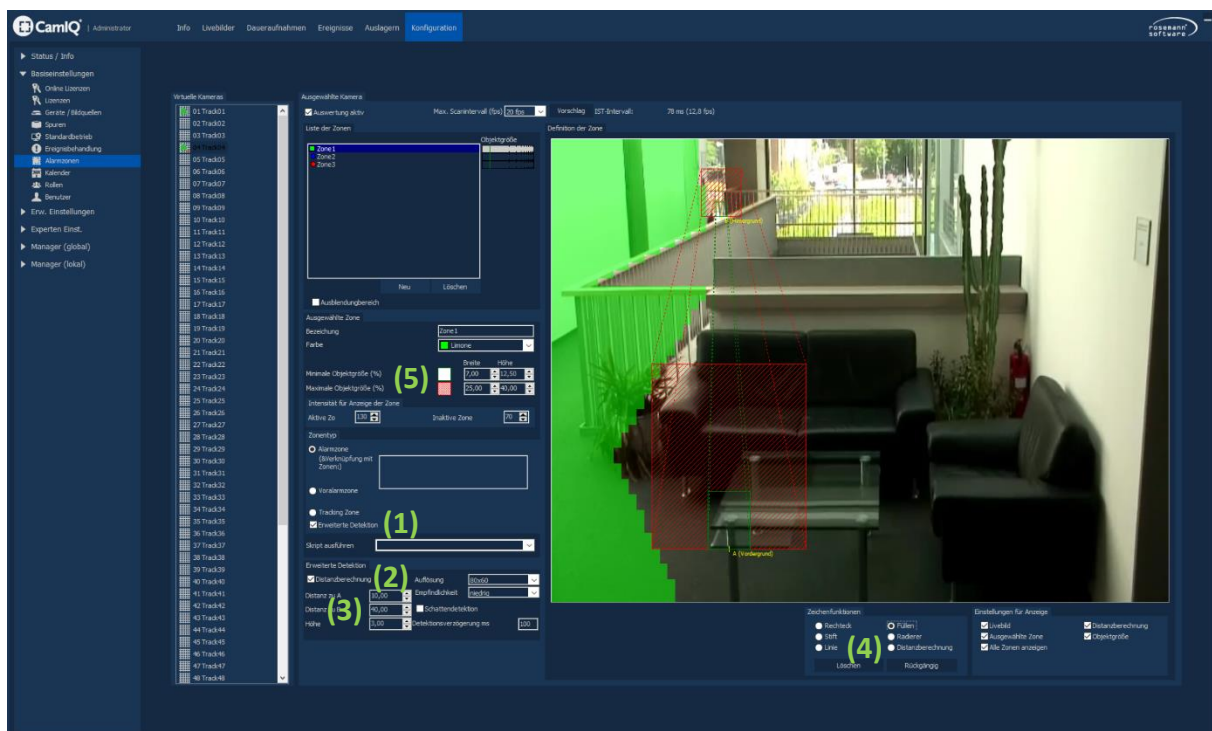 CamIQ | Administrator
Info Livebilder Daueraufnahmen Ereignisse Auslagern Konfiguration
rosemann software
Status / Info
Basiseinstellungen
Online Lizenzen
Lizenzen
Geräte / Bildquellen
Spuren
Standardbetrieb
Ereignisbehandlung
Alarmzonen
Kalender
Rollen
Benutzer
Erw. Einstellungen
Experten Einst.
Manager (global)
Manager (lokal)
Virtuelle Kameras
01 Track01
02 Track02
03 Track03
04 Track04
05 Track05
06 Track06
07 Track07
08 Track08
09 Track09
10 Track10
11 Track11
12 Track12
13 Track13
14 Track14
15 Track15
16 Track16
17 Track17
18 Track18
19 Track19
20 Track20
21 Track21
22 Track22
23 Track23
24 Track24
25 Track25
26 Track26
27 Track27
28 Track28
29 Track29
30 Track30
31 Track31
32 Track32
33 Track33
34 Track34
35 Track35
36 Track36
37 Track37
38 Track38
39 Track39
40 Track40
41 Track41
42 Track42
43 Track43
44 Track44
45 Track45
46 Track46
47 Track47
48 Track48
Ausgewählte Kamera
Auswertung aktiv Max. Scanintervall (fps) 20 fps Vorschlag IST-Intervall: 78 ms (12,8 fps)
Liste der Zonen
Objektgröße
Zone1
Zone2
Zone3
Neu Löschen
Ausblendungbereich
Ausgewählte Zone
Bezeichung Zone1
Farbe Limone
Breite Höhe
Minimale Objektgröße (%) 7,00 12,50
Maximale Objektgröße (%) 25,00 40,00
(5)
Intensität für Anzeige der Zone
Aktive Zo 130 Inaktive Zone 70
Zonentyp
Alarmzone
(&Verknüpfung mit
Zonen:)
Voralarmzone
Tracking Zone
Erweiterte Detektion (1)
Skript ausführen
Erweiterte Detektion
Distanzberechnung (2) Auflösung 80x60
Distanz zu A 10,00 Empfindlichkeit niedrig
Distanz zu B (3) 40,00 Schattendetektion
Höhe 3,00 Detektionsverzögerung ms 100
Definition der Zone
(Hintergrund)
A (Vordergrund)
Zeichenfunktionen
Rechteck Füllen
Stift Radierer
Linie (4) Distanzberechnung
Löschen Rückgängig
Einstellungen für Anzeige
Livebild Distanzberechnung
Ausgewählte Zone Objektgröße
Alle Zonen anzeigen